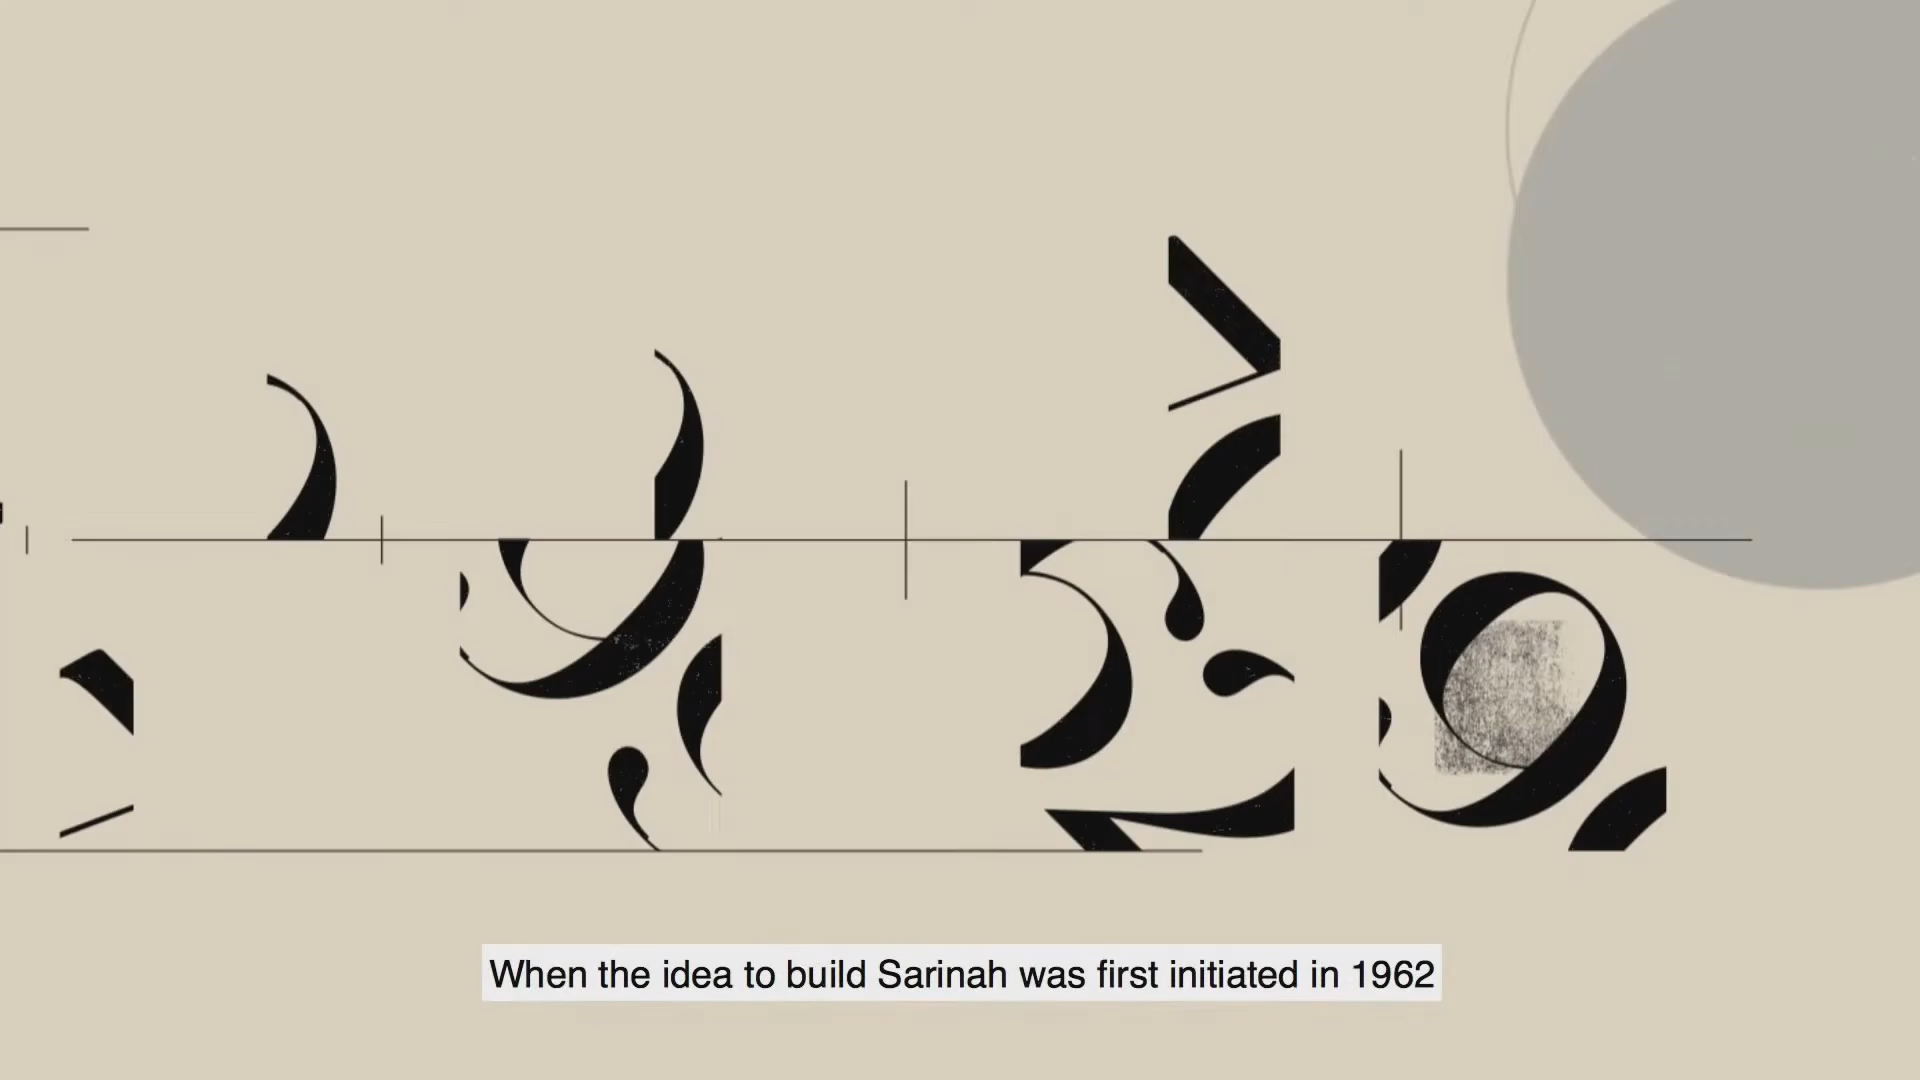 When the idea to build Sarinah was first initiated in 1962